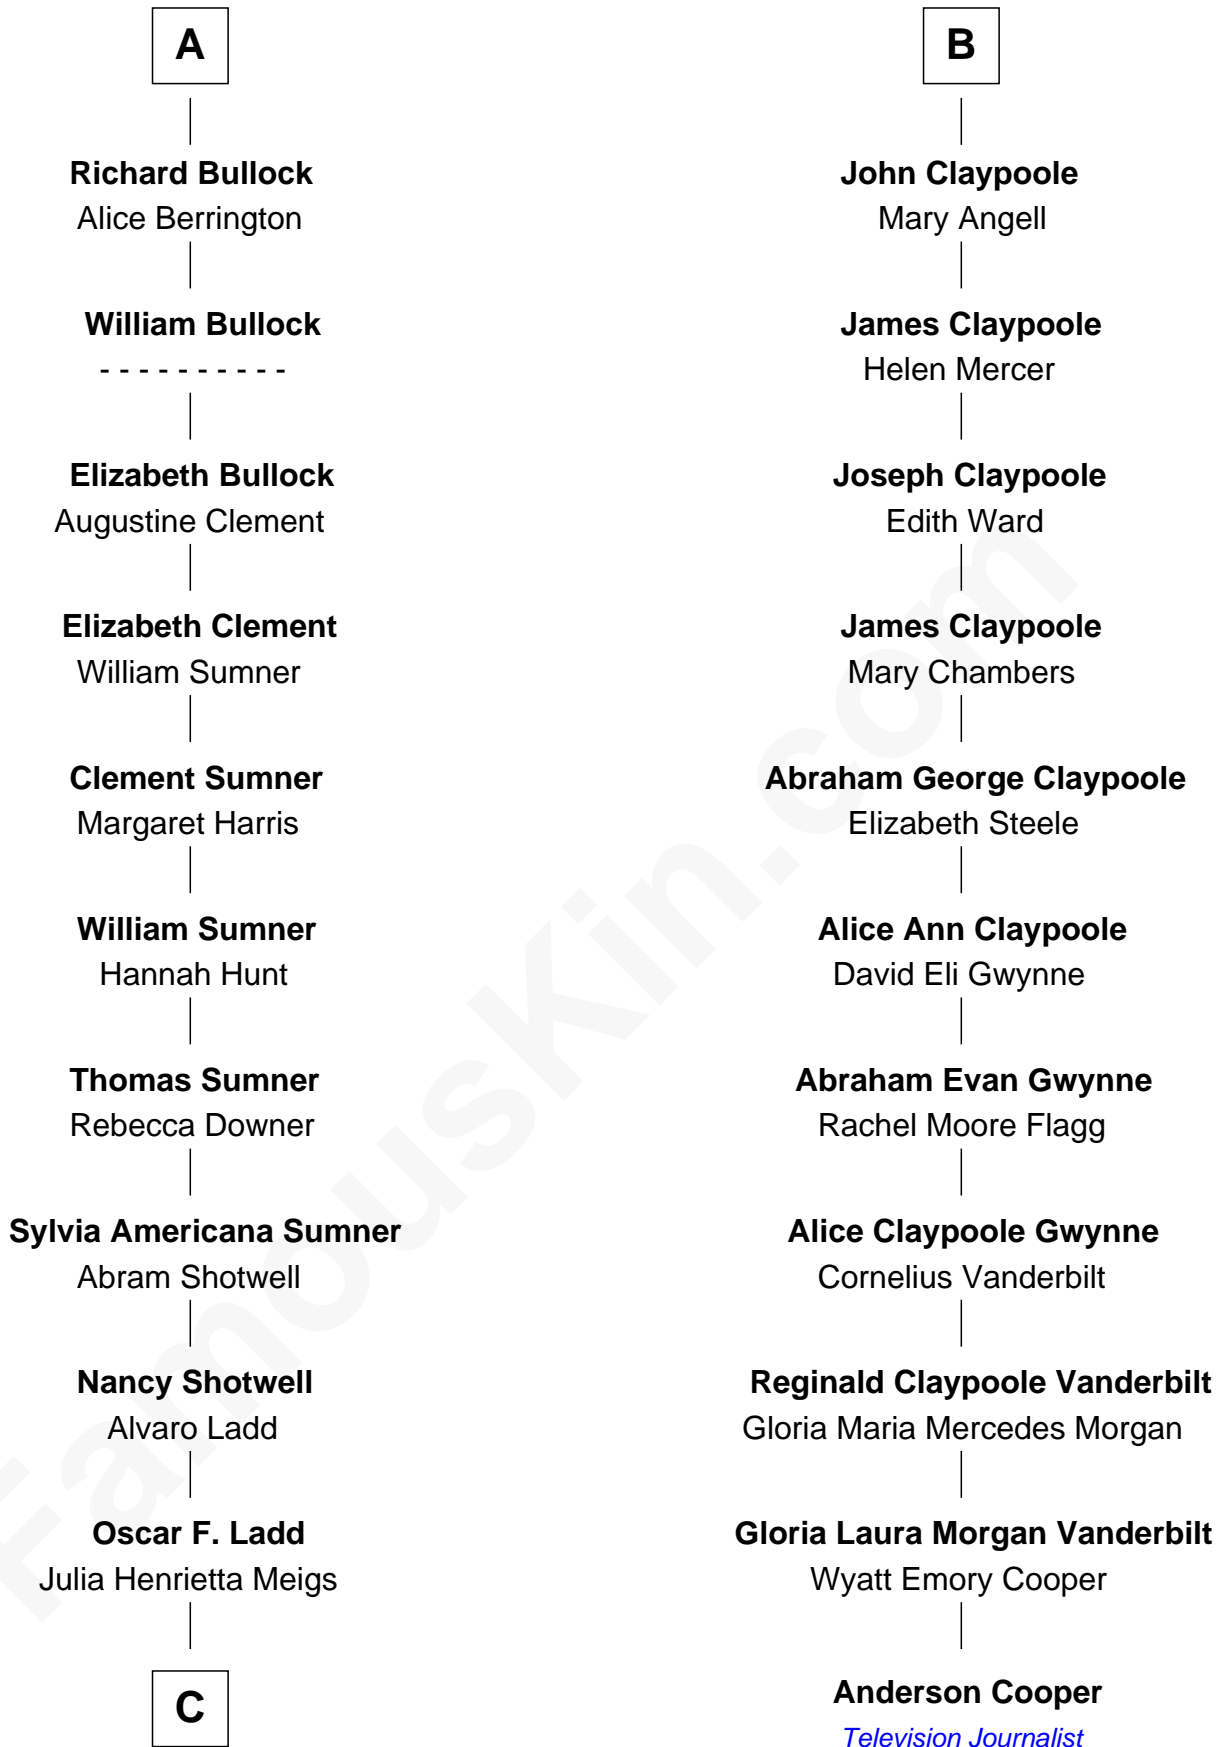 A
Richard Bullock
Alice Berrington
William Bullock
- - - - - - - - - -
Elizabeth Bullock
Augustine Clement
Elizabeth Clement
William Sumner
Clement Sumner
Margaret Harris
William Sumner
Hannah Hunt
Thomas Sumner
Rebecca Downer
Sylvia Americana Sumner
Abram Shotwell
Nancy Shotwell
Alvaro Ladd
Oscar F. Ladd
Julia Henrietta Meigs
C
B
John Claypoole
Mary Angell
James Claypoole
Helen Mercer
Joseph Claypoole
Edith Ward
James Claypoole
Mary Chambers
Abraham George Claypoole
Elizabeth Steele
Alice Ann Claypoole
David Eli Gwynne
Abraham Evan Gwynne
Rachel Moore Flagg
Alice Claypoole Gwynne
Cornelius Vanderbilt
Reginald Claypoole Vanderbilt
Gloria Maria Mercedes Morgan
Gloria Laura Morgan Vanderbilt
Wyatt Emory Cooper
Anderson Cooper
Television Journalist
FamousKin.com